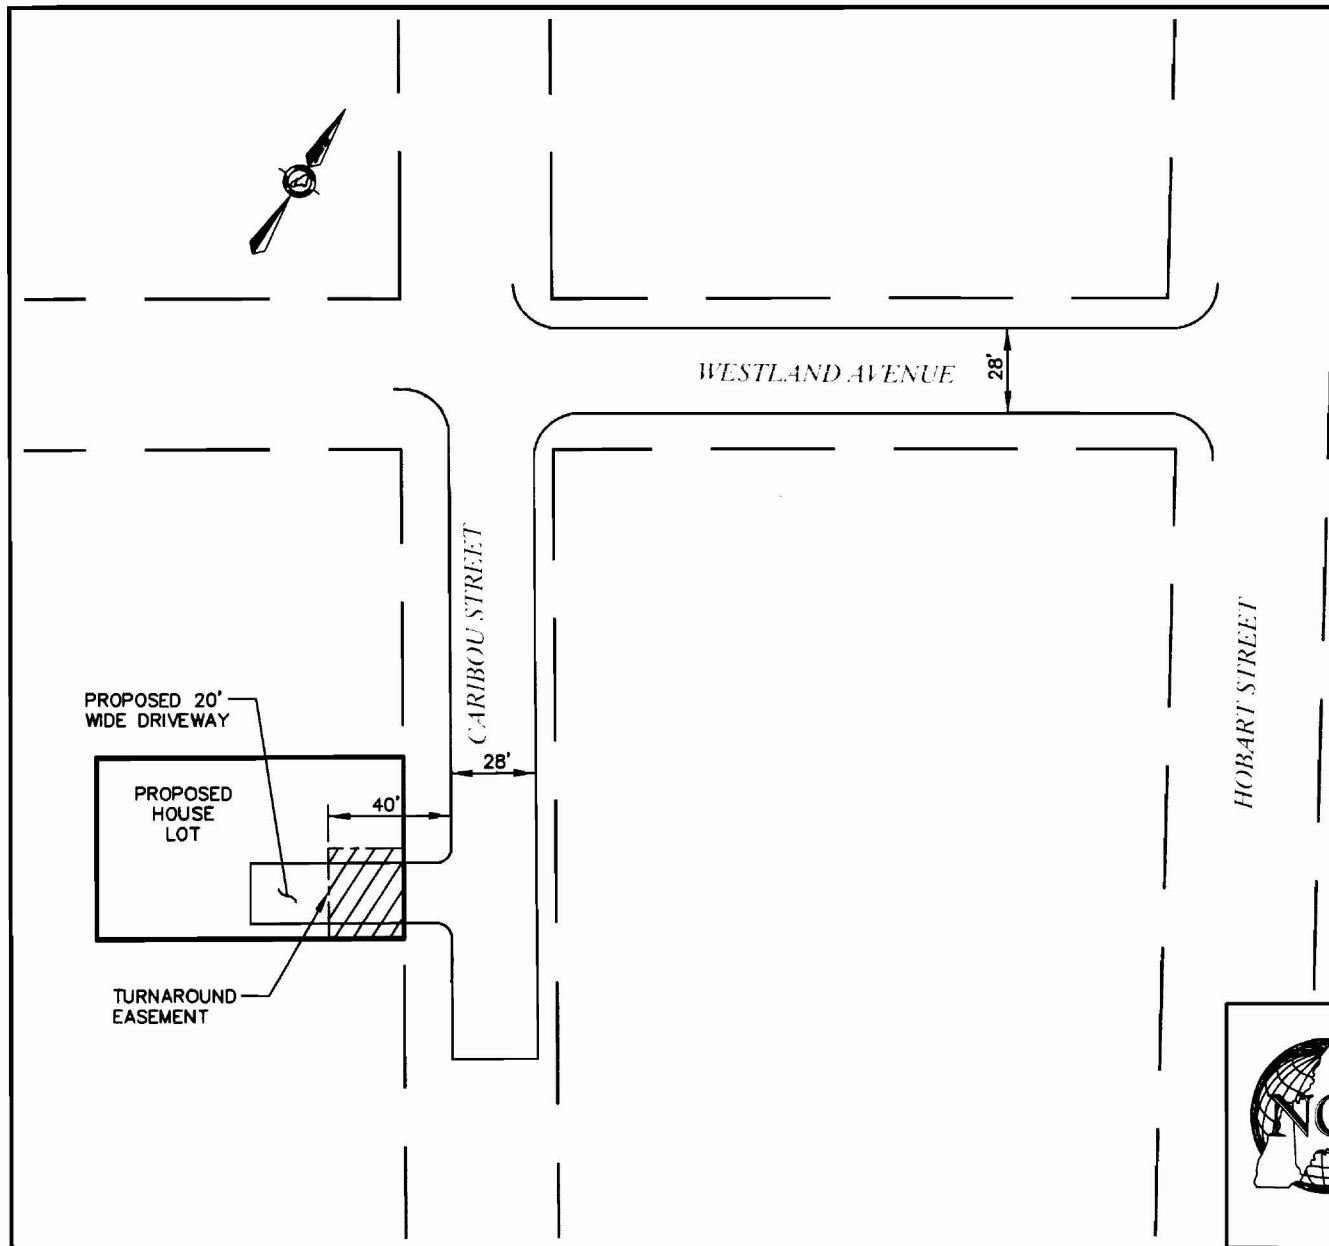 WESTLAND AVENUE
28'
CARIBOU STREET
HOBART STREET
PROPOSED 20'
WIDE DRIVEWAY
28'
PROPOSED
HOUSE
LOT
40'
TURNAROUND
EASEMENT